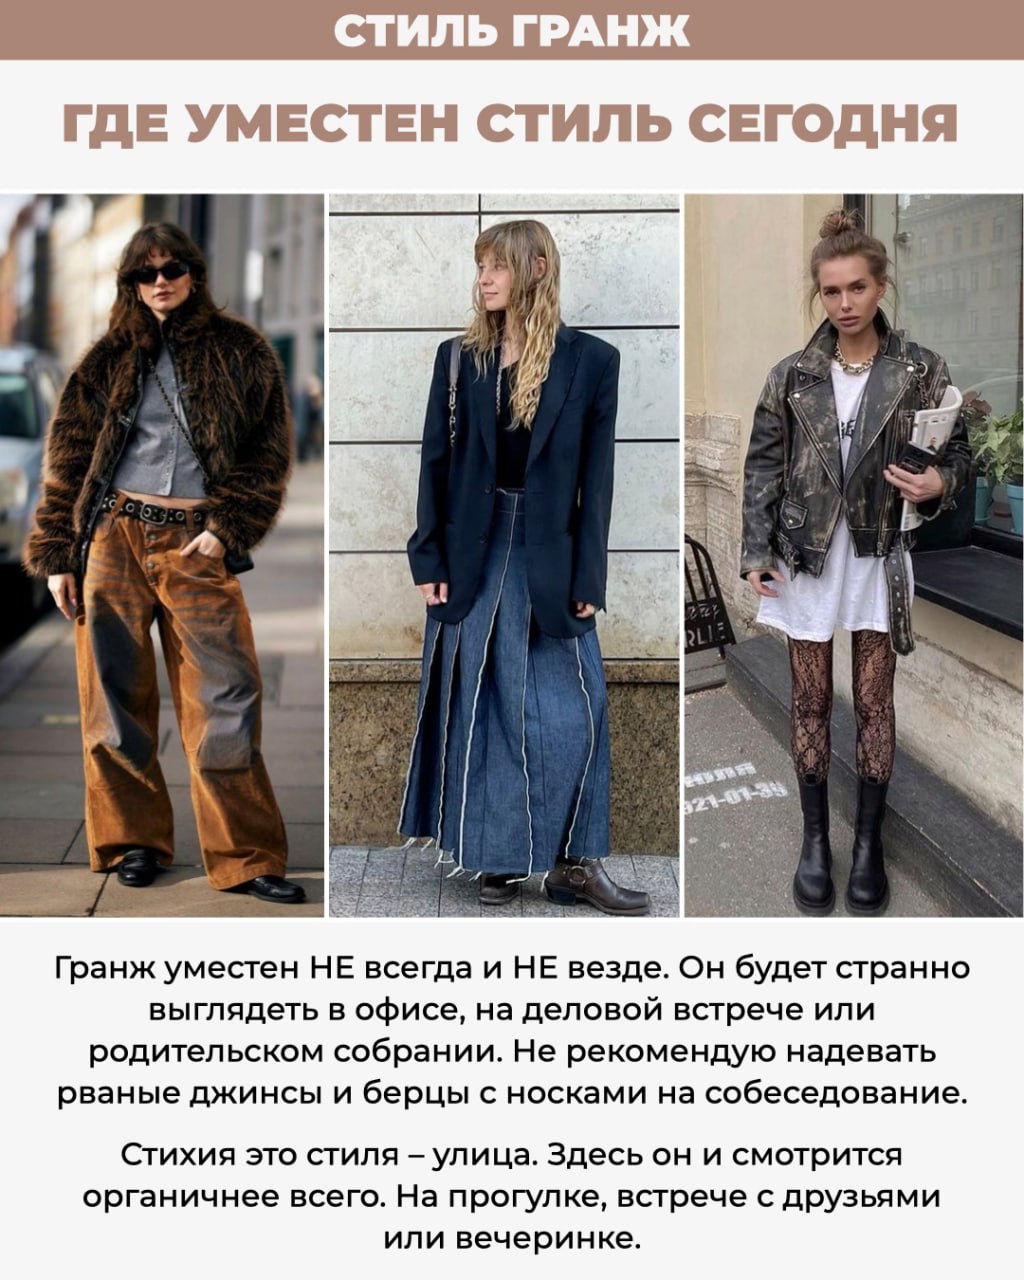 СТИЛЬ ГРАНЖ
ГДЕ УМЕСТЕН СТИЛЬ СЕГОДНЯ
Гранж уместен НЕ всегда и НЕ везде. Он будет странно
выглядеть в офисе, на деловой встрече или
родительском собрании. Не рекомендую надевать
рваные джинсы и берцы с носками на собеседование.
Стихия это стиля – улица. Здесь он и смотрится
органичнее всего. На прогулке, встрече с друзьями
или вечеринке.